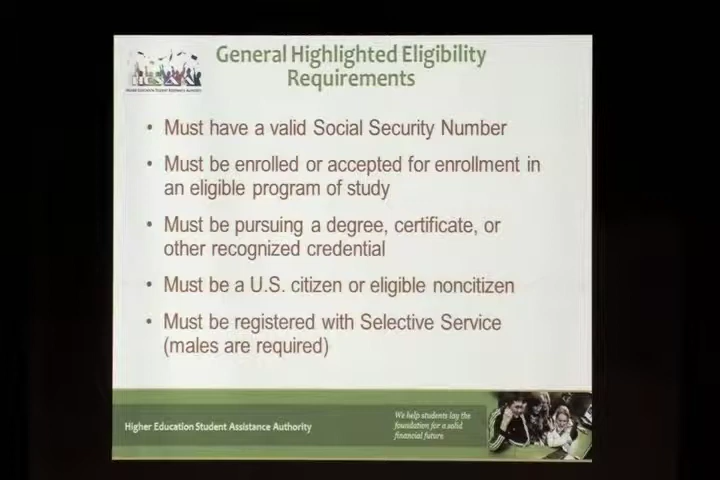 General Highlighted Eligibility
Requirements
• Must have a valid Social Security Number
• Must be enrolled or accepted for enrollment in
an eligible program of study
• Must be pursuing a degree, certificate, or
other recognized credential
• Must be a U.S. citizen or eligible noncitizen
• Must be registered with Selective Service
(males are required)
Higher Education Student Assistance Authority
We help students lay the
foundation for a solid
financial future